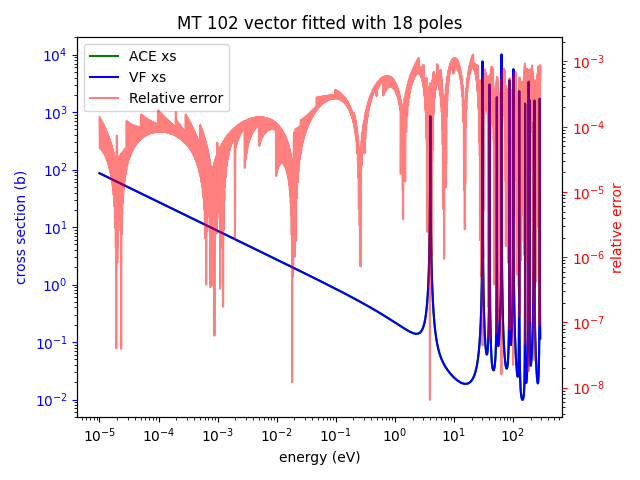 MT 102 vector fitted with 18 poles
ACE xs
VF xs
Relative error
cross section (b)
10⁴
10³
10²
10¹
10⁰
10⁻¹
10⁻²
10⁻³
10⁻⁴
10⁻⁵
10⁻⁶
10⁻⁷
10⁻⁸
relative error
10⁻⁵ 10⁻⁴ 10⁻³ 10⁻² 10⁻¹ 10⁰ 10¹ 10²
energy (eV)